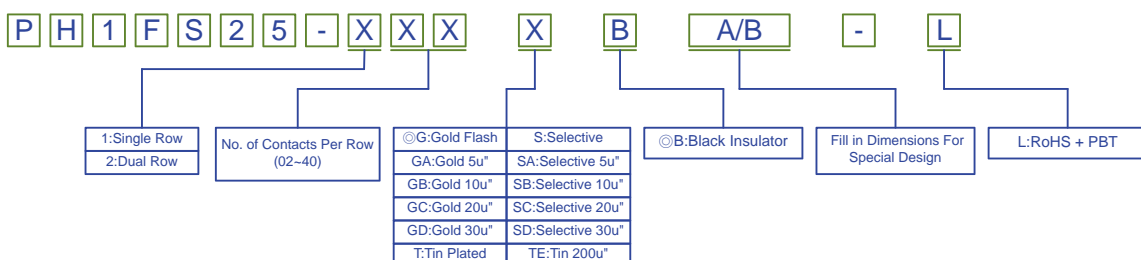 P H 1 F S 2 5 - X X X X B A/B - L
1:Single Row
2:Dual Row
No. of Contacts Per Row
(02~40)
◎G:Gold Flash S:Selective
GA:Gold 5u" SA:Selective 5u"
GB:Gold 10u" SB:Selective 10u"
GC:Gold 20u" SC:Selective 20u"
GD:Gold 30u" SD:Selective 30u"
T:Tin Plated TE:Tin 200u"
◎B:Black Insulator
Fill in Dimensions For
Special Design
L:RoHS + PBT